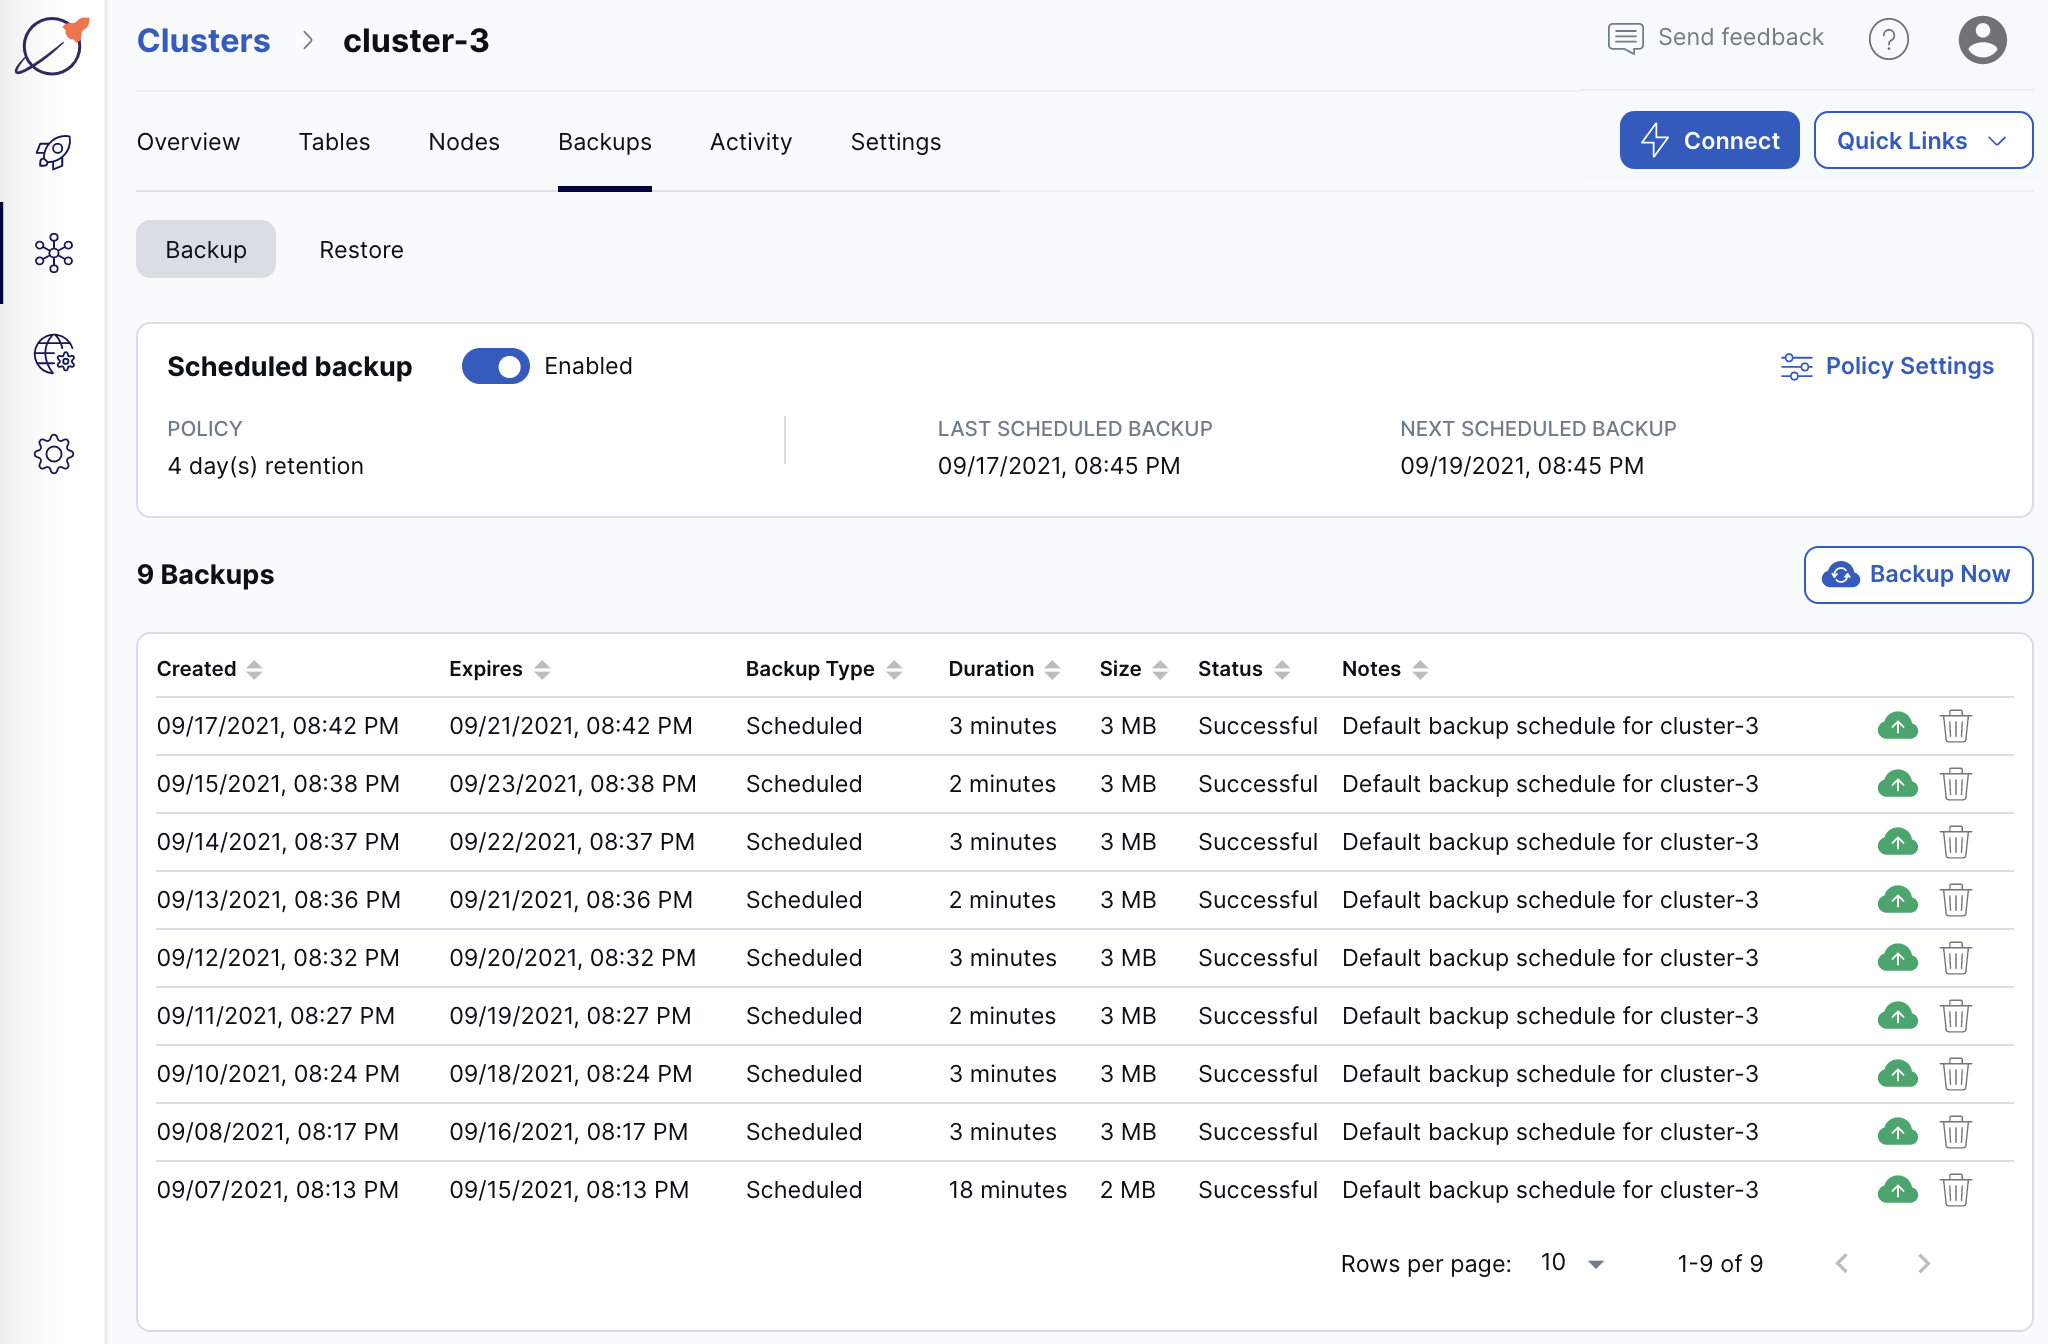 Clusters > cluster-3
Send feedback
?
Overview Tables Nodes Backups Activity Settings
Connect
Quick Links
Backup Restore
Scheduled backup Enabled
Policy Settings
POLICY LAST SCHEDULED BACKUP NEXT SCHEDULED BACKUP
4 day(s) retention 09/17/2021, 08:45 PM 09/19/2021, 08:45 PM
9 Backups
Backup Now
Created Expires Backup Type Duration Size Status Notes
09/17/2021, 08:42 PM 09/21/2021, 08:42 PM Scheduled 3 minutes 3 MB Successful Default backup schedule for cluster-3
09/15/2021, 08:38 PM 09/23/2021, 08:38 PM Scheduled 2 minutes 3 MB Successful Default backup schedule for cluster-3
09/14/2021, 08:37 PM 09/22/2021, 08:37 PM Scheduled 3 minutes 3 MB Successful Default backup schedule for cluster-3
09/13/2021, 08:36 PM 09/21/2021, 08:36 PM Scheduled 2 minutes 3 MB Successful Default backup schedule for cluster-3
09/12/2021, 08:32 PM 09/20/2021, 08:32 PM Scheduled 3 minutes 3 MB Successful Default backup schedule for cluster-3
09/11/2021, 08:27 PM 09/19/2021, 08:27 PM Scheduled 2 minutes 3 MB Successful Default backup schedule for cluster-3
09/10/2021, 08:24 PM 09/18/2021, 08:24 PM Scheduled 3 minutes 3 MB Successful Default backup schedule for cluster-3
09/08/2021, 08:17 PM 09/16/2021, 08:17 PM Scheduled 3 minutes 3 MB Successful Default backup schedule for cluster-3
09/07/2021, 08:13 PM 09/15/2021, 08:13 PM Scheduled 18 minutes 2 MB Successful Default backup schedule for cluster-3
Rows per page: 10 1-9 of 9